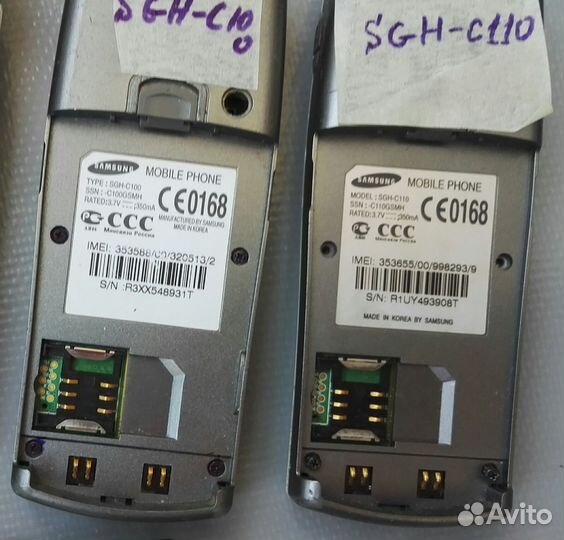 SGH-C10
0
SAMSUNG MOBILE PHONE
TYPE : SGH-C100
SSN : -C100GSMH
RATED:3.7V 350mA
CE0168
MANUFACTURED BY SAMSUNG
MADE IN KOREA
CCC
Минсвязи России
IMEI: 353588/00/320513/2
S/N :R3XX548931T
SGH-C110
SAMSUNG MOBILE PHONE
MODEL : SGH-C110
SSN : -C110GSMH
RATED:3.7V 350mA
CE0168
CCC
Минсвязи России
IMEI: 353655/00/998293/9
S/N: R1UY493908T
MADE IN KOREA BY SAMSUNG
Avito